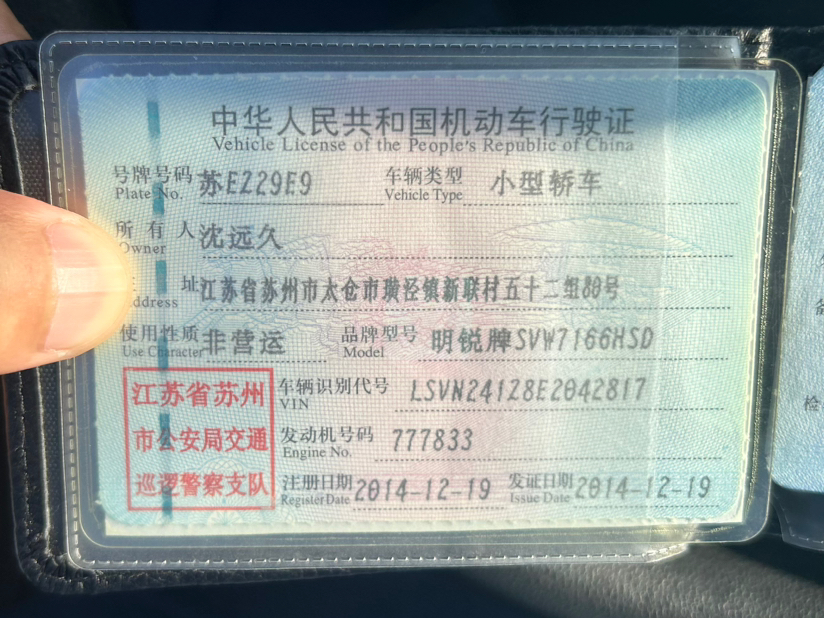 中华人民共和国机动车行驶证
Vehicle License of the People's Republic of China
号牌号码 苏EZ29E9 车辆类型 小型轿车
Plate No. Vehicle Type
所有人 沈远久
Owner
址 江苏省苏州市太仓市璜泾镇新联村五十二组80号
Address
使用性质 非营运 品牌型号 明锐牌SVW7166HSD
Use Character Model
江苏省苏州
市公安局交通
巡逻警察支队
车辆识别代号 LSVN241Z8E2042817
VIN
发动机号码 777833
Engine No.
注册日期 2014-12-19 发证日期 2014-12-19
Register Date Issue Date
检